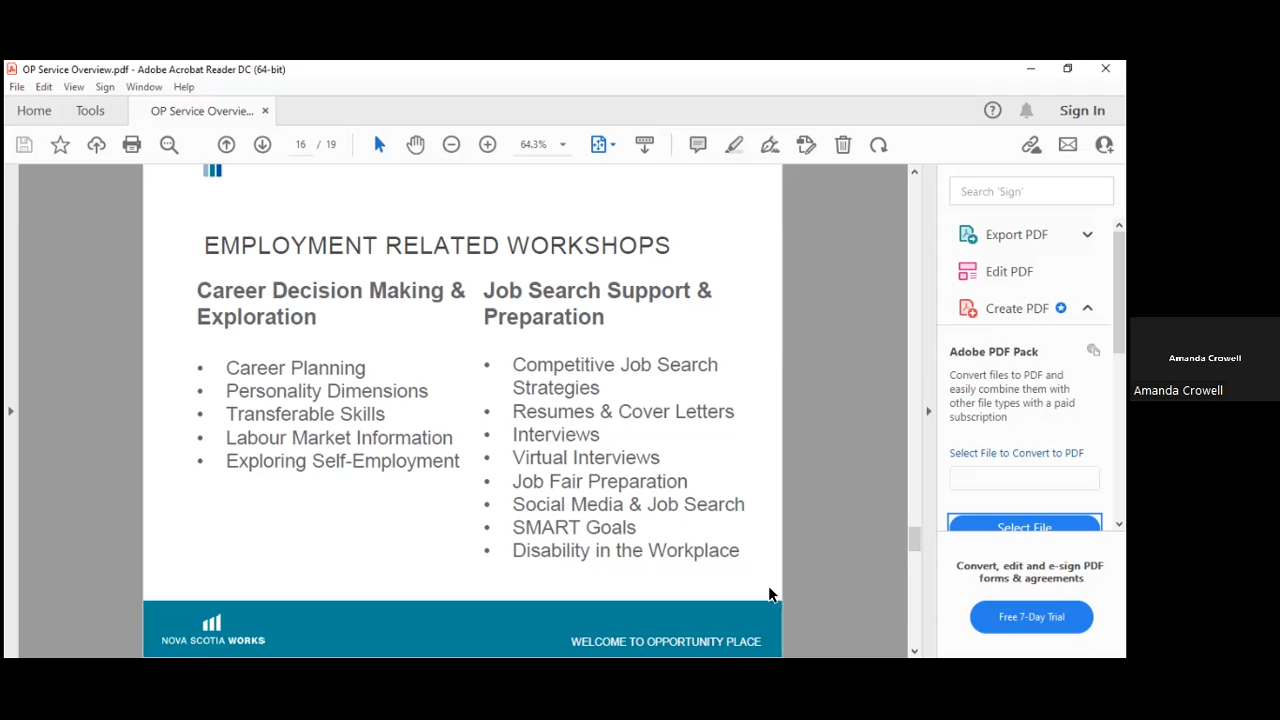 OP Service Overview.pdf - Adobe Acrobat Reader DC (64-bit)
File Edit View Sign Window Help
Home Tools OP Service Overvie... × Sign In
16 / 19 64.3%
Search 'Sign'
Export PDF
Edit PDF
Create PDF
Adobe PDF Pack
Convert files to PDF and
easily combine them with
other file types with a paid
subscription
Select File to Convert to PDF
Select File
Convert, edit and e-sign PDF
forms & agreements
Free 7-Day Trial
EMPLOYMENT RELATED WORKSHOPS
Career Decision Making &
Exploration
• Career Planning
• Personality Dimensions
• Transferable Skills
• Labour Market Information
• Exploring Self-Employment
Job Search Support &
Preparation
• Competitive Job Search
Strategies
• Resumes & Cover Letters
• Interviews
• Virtual Interviews
• Job Fair Preparation
• Social Media & Job Search
• SMART Goals
• Disability in the Workplace
NOVA SCOTIA WORKS
WELCOME TO OPPORTUNITY PLACE
Amanda Crowell
Amanda Crowell